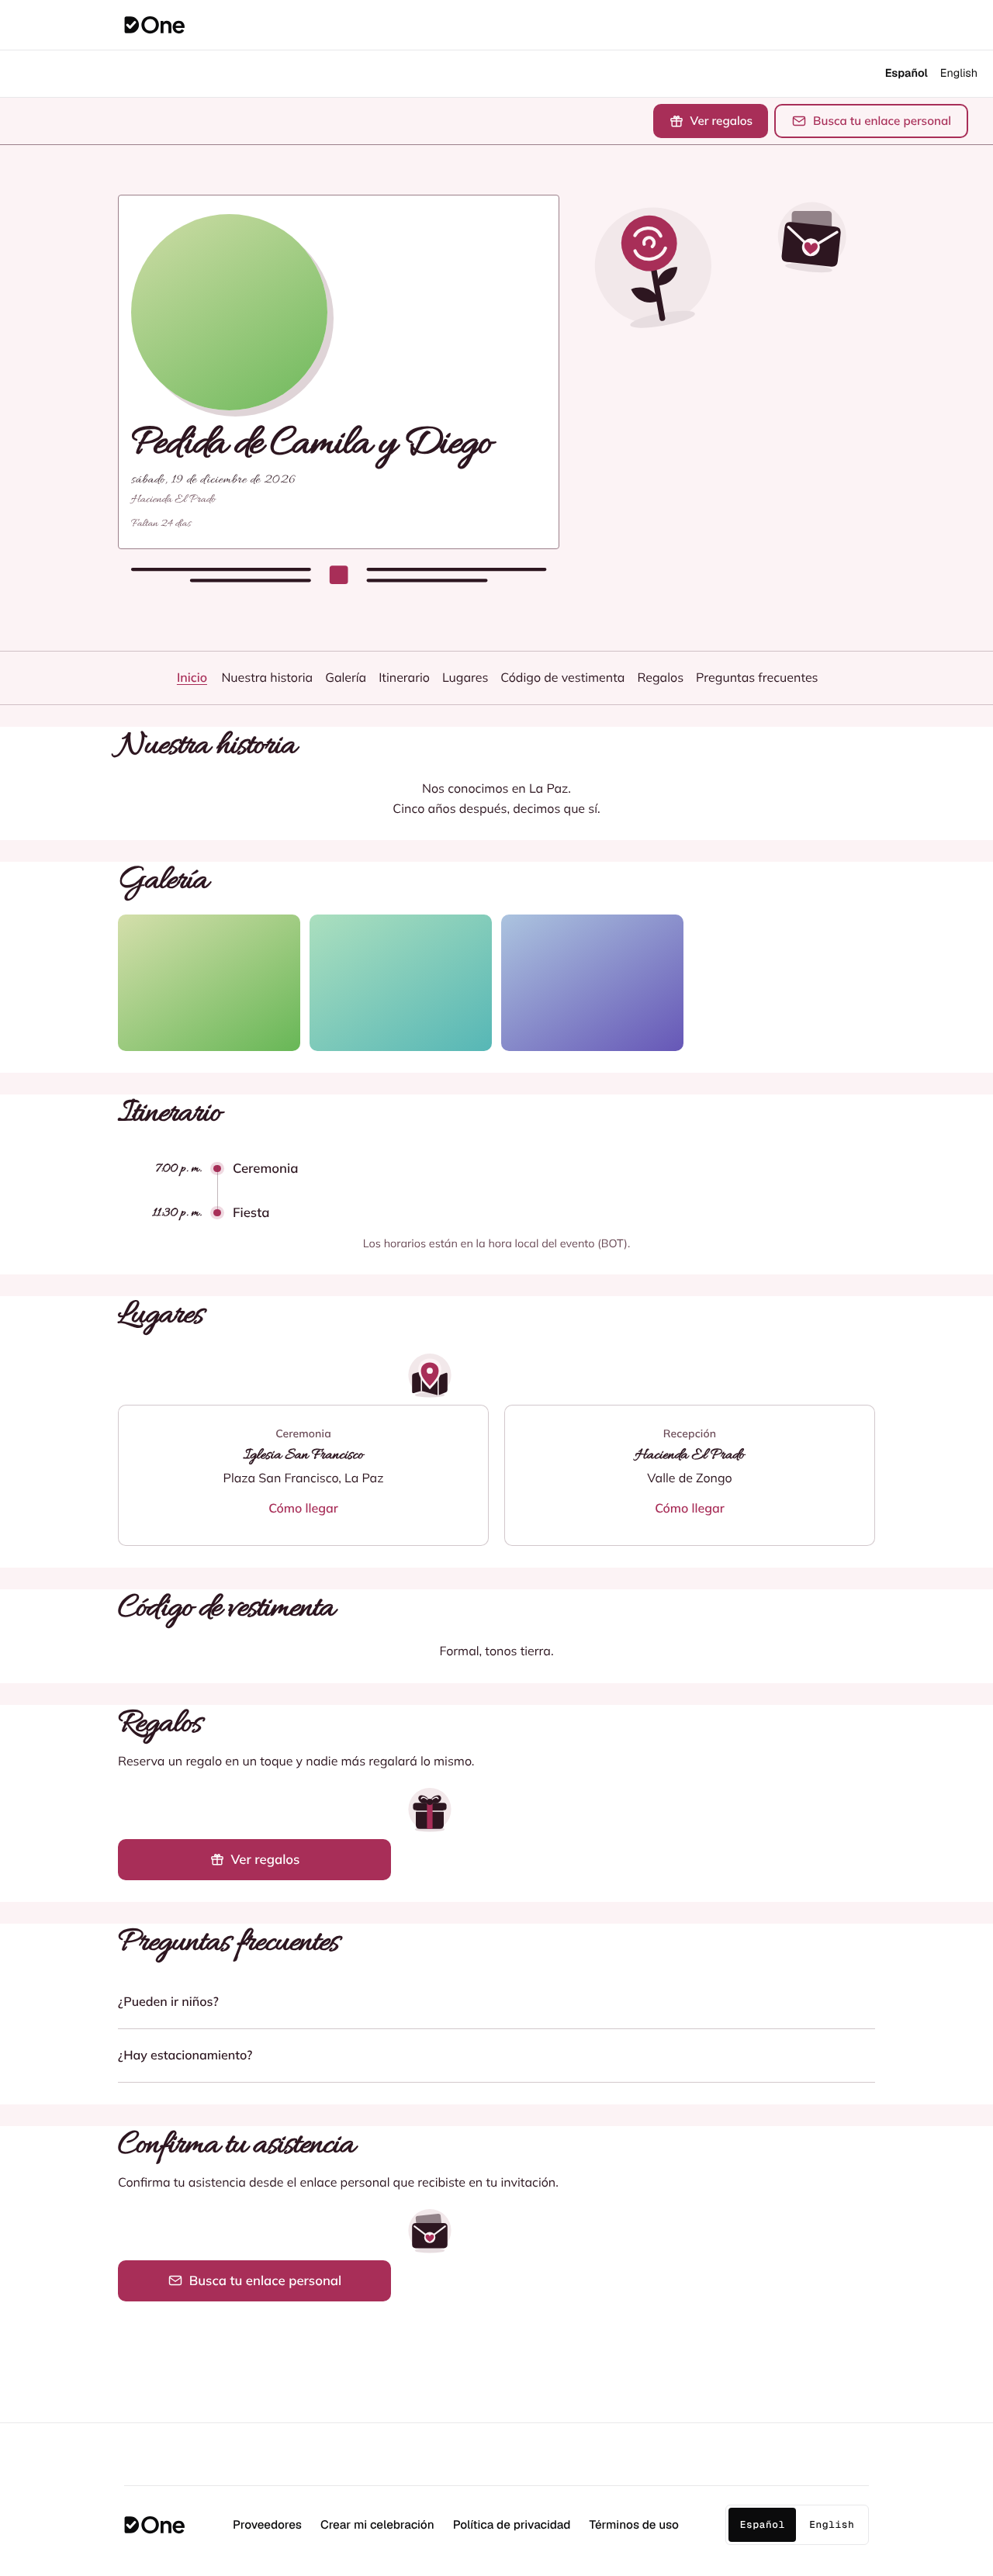 One
Español English
Ver regalos Busca tu enlace personal
Pedida de Camila y Diego
sábado, 19 de diciembre de 2026
Hacienda El Prado
Faltan 24 días
Inicio Nuestra historia Galería Itinerario Lugares Código de vestimenta Regalos Preguntas frecuentes
Nuestra historia
Nos conocimos en La Paz.
Cinco años después, decimos que sí.
Galería
Itinerario
7:00 p. m. Ceremonia
11:30 p. m. Fiesta
Los horarios están en la hora local del evento (BOT).
Lugares
Ceremonia
Iglesia San Francisco
Plaza San Francisco, La Paz
Cómo llegar
Recepción
Hacienda El Prado
Valle de Zongo
Cómo llegar
Código de vestimenta
Formal, tonos tierra.
Regalos
Reserva un regalo en un toque y nadie más regalará lo mismo.
Ver regalos
Preguntas frecuentes
¿Pueden ir niños?
¿Hay estacionamiento?
Confirma tu asistencia
Confirma tu asistencia desde el enlace personal que recibiste en tu invitación.
Busca tu enlace personal
One Proveedores Crear mi celebración Política de privacidad Términos de uso Español English